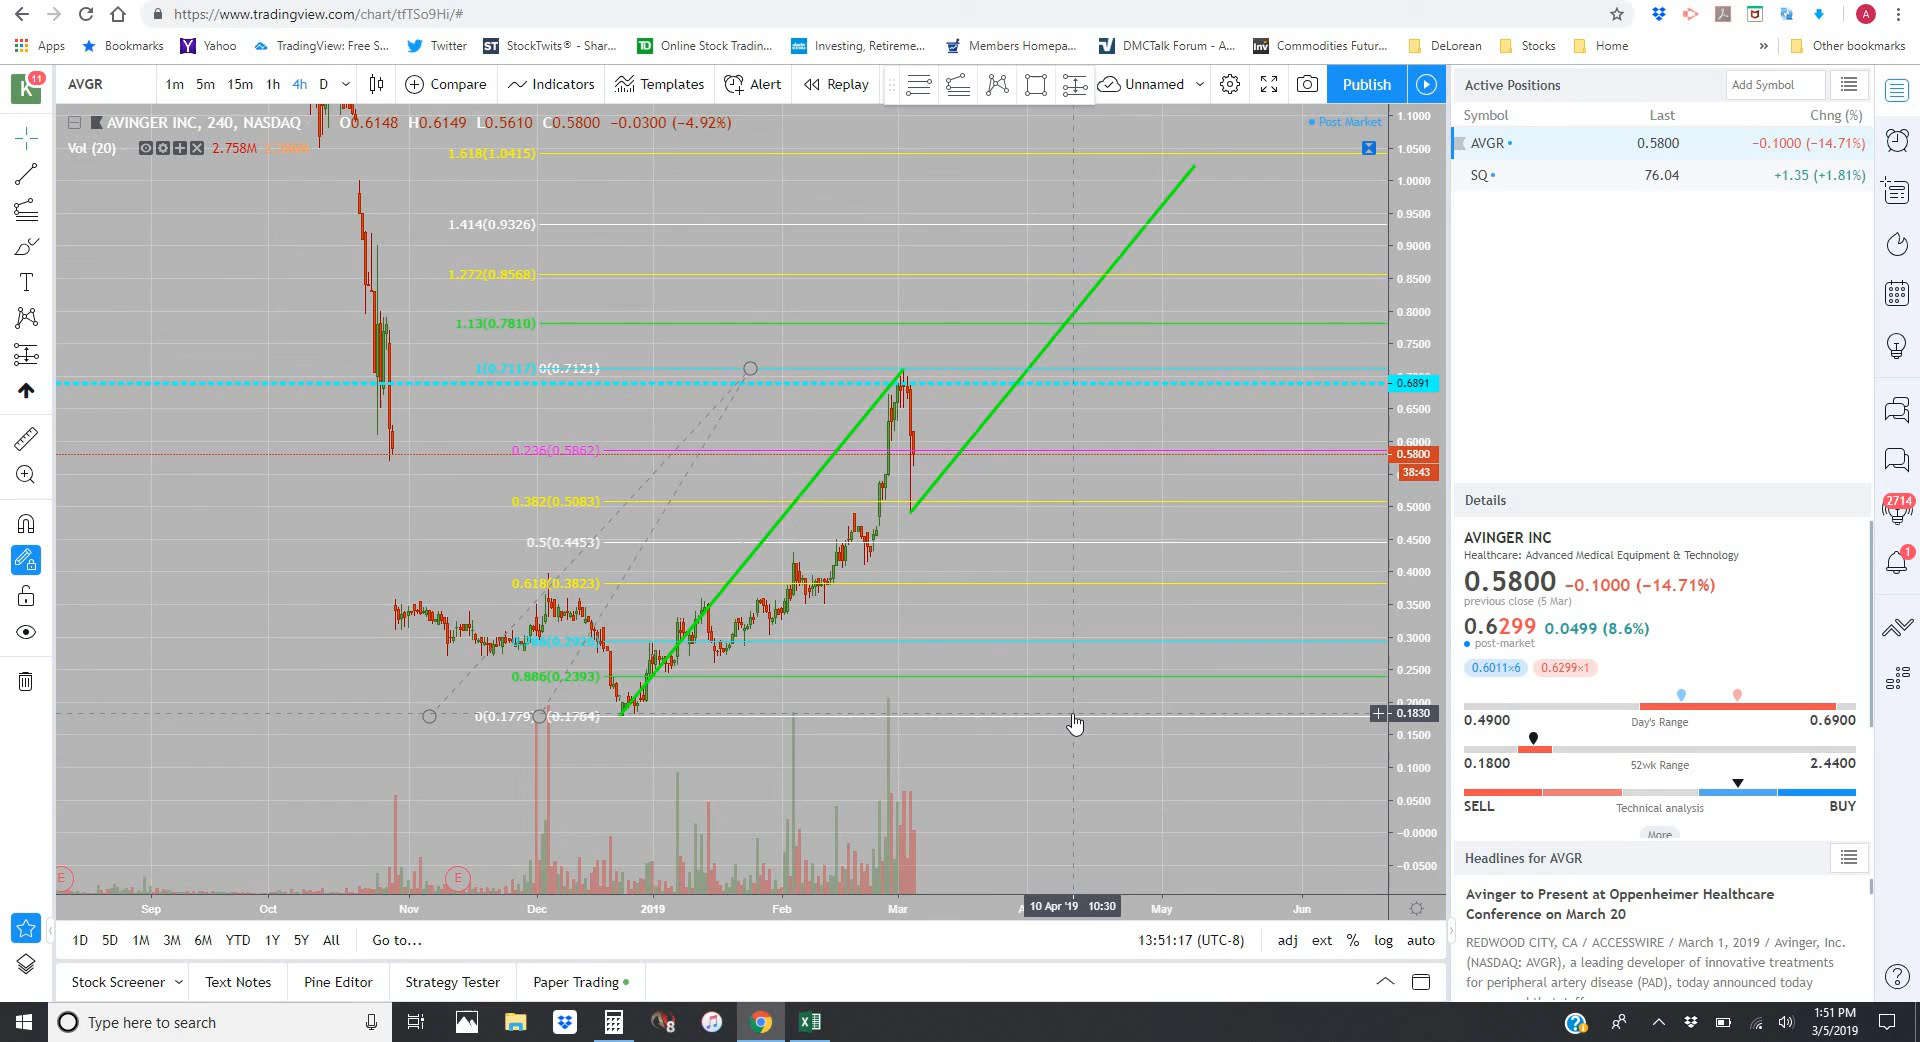 https://www.tradingview.com/chart/tfTSo9Hi/#
A
Apps Bookmarks Yahoo TradingView: Free S... Twitter StockTwits® - Shar... Online Stock Tradin... Investing, Retireme... Members Homepa... DMCTalk Forum - A... Commodities Futur... DeLorean Stocks Home » Other bookmarks
K 11 AVGR 1m 5m 15m 1h 4h D Compare Indicators Templates Alert Replay Unnamed Publish
Active Positions Add Symbol
Symbol Last Chng (%)
AVGR 0.5800 −0.1000 (−14.71%)
SQ 76.04 +1.35 (+1.81%)
AVINGER INC, 240, NASDAQ O0.6148 H0.6149 L0.5610 C0.5800 −0.0300 (−4.92%)
Post Market
Vol (20) 2.758M
1.618(1.0415)
1.414(0.9326)
1.272(0.8568)
1.13(0.7810)
1(0.7117) 0(0.7121)
0.236(0.5862)
0.382(0.5083)
0.5(0.4453)
0.618(0.3823)
0.886(0.2393)
0(0.1779) (0.1764)
1.1000
1.0500
1.0000
0.9500
0.9000
0.8500
0.8000
0.7500
0.6891
0.6500
0.6000
0.5800
38:43
0.5000
0.4500
0.4000
0.3500
0.3000
0.2500
0.1830
0.1500
0.1000
0.0500
−0.0000
−0.0500
E E
Sep Oct Nov Dec 2019 Feb Mar 10 Apr '19 10:30 May Jun
1D 5D 1M 3M 6M YTD 1Y 5Y All Go to... 13:51:17 (UTC-8) adj ext % log auto
Stock Screener Text Notes Pine Editor Strategy Tester Paper Trading
Details
AVINGER INC
Healthcare: Advanced Medical Equipment & Technology
0.5800 −0.1000 (−14.71%)
previous close (5 Mar)
0.6299 0.0499 (8.6%)
post-market
0.6011×6 0.6299×1
0.4900 Day's Range 0.6900
0.1800 52wk Range 2.4400
SELL Technical analysis BUY
More
Headlines for AVGR
Avinger to Present at Oppenheimer Healthcare
Conference on March 20
REDWOOD CITY, CA / ACCESSWIRE / March 1, 2019 / Avinger, Inc.
(NASDAQ: AVGR), a leading developer of innovative treatments
for peripheral artery disease (PAD), today announced today
2714
1
Type here to search
1:51 PM
3/5/2019